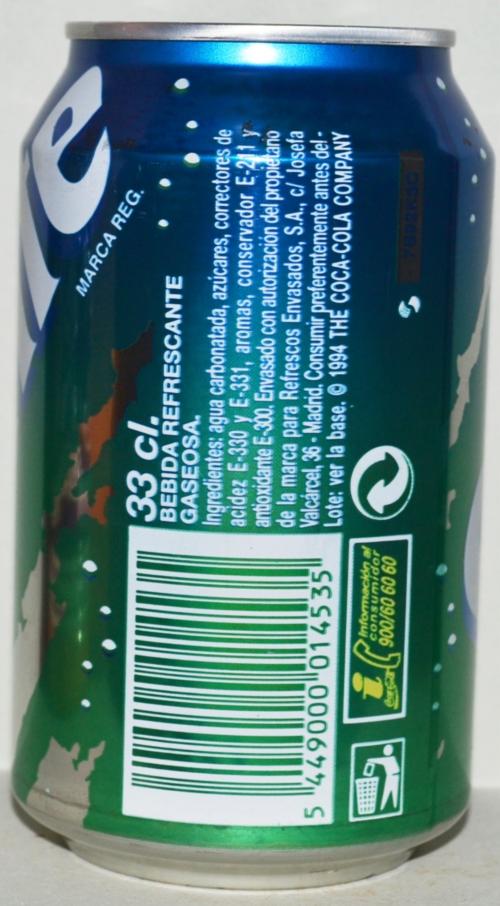 MARCA REG.
33 cl.
BEBIDA REFRESCANTE
GASEOSA.
Ingredientes: agua carbonatada, azúcares, correctores de
acidez E-330 y E-331, aromas, conservador E-211 y
antioxidante E-300. Envasado con autorización del propietario
de la marca para Refrescos Envasados, S.A., c/ Josefa
Valcárcel, 36 - Madrid. Consumir preferentemente antes del -
Lote: ver la base. © 1994 THE COCA-COLA COMPANY
5 449000 014535
i
Información al
consumidor
900/60 60 60